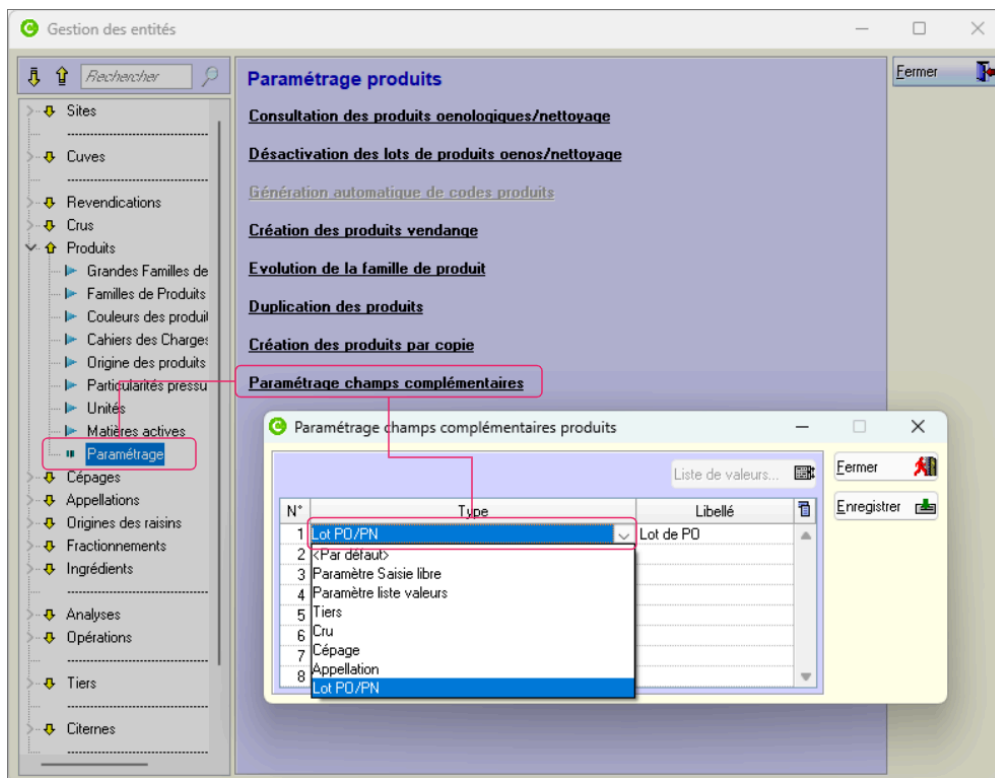 Gestion des entités
Rechercher
Sites
Cuves
Revendications
Crus
Produits
Grandes Familles de
Familles de Produits
Couleurs des produit
Cahiers des Charges
Origine des produits
Particularités pressu
Unités
Matières actives
Paramétrage
Cépages
Appellations
Origines des raisins
Fractionnements
Ingrédients
Analyses
Opérations
Tiers
Citernes
Paramétrage produits
Consultation des produits oenologiques/nettoyage
Désactivation des lots de produits oenos/nettoyage
Génération automatique de codes produits
Création des produits vendange
Evolution de la famille de produit
Duplication des produits
Création des produits par copie
Paramétrage champs complémentaires
Fermer
Paramétrage champs complémentaires produits
Liste de valeurs...
Fermer
Enregistrer
N° Type Libellé
1 Lot PO/PN Lot de PO
2 <Par défaut>
3 Paramètre Saisie libre
4 Paramètre liste valeurs
5 Tiers
6 Cru
7 Cépage
8 Appellation
Lot PO/PN